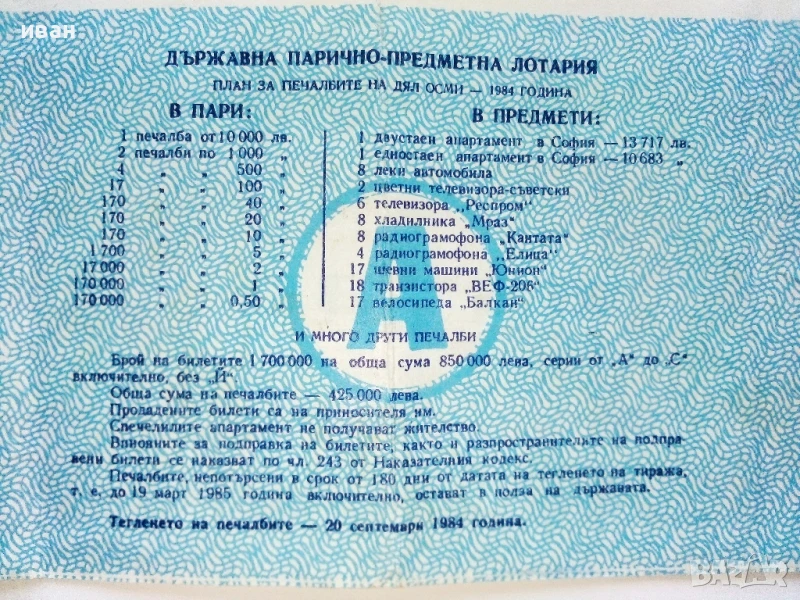 иван
ДЪРЖАВНА ПАРИЧНО-ПРЕДМЕТНА ЛОТАРИЯ
ПЛАН ЗА ПЕЧАЛБИТЕ НА ДЯЛ ОСМИ — 1984 ГОДИНА
В ПАРИ:
1 печалба от 10 000 лв.
2 печалби по 1 000 „
4 „ „ 500 „
17 „ „ 100 „
170 „ „ 40 „
170 „ „ 20 „
170 „ „ 10 „
1 700 „ „ 5 „
17 000 „ „ 2 „
170 000 „ „ 1 „
170 000 „ „ 0,50 „
В ПРЕДМЕТИ:
1 двустаен апартамент в София — 13 717 лв.
1 едностаен апартамент в София — 10 683 „
8 леки автомобила
2 цветни телевизора-съветски
6 телевизора „Респром“
8 хладилника „Мраз“
8 радиограмофона „Кантата“
4 радиограмофона „Елица“
17 шевни машини „Юнион“
18 транзистора „ВЕФ-206“
17 велосипеда „Балкан“
А
И МНОГО ДРУГИ ПЕЧАЛБИ
Брой на билетите 1 700 000 на обща сума 850 000 лева, серии от „А“ до „С“
включително, без „Й“.
Обща сума на печалбите — 425 000 лева.
Продадените билети са на приносителя им.
Спечелилите апартамент не получават жителство.
Виновните за подправка на билетите, както и разпространителите на подпра-
вени билети се наказват по чл. 243 от Наказателния кодекс.
Печалбите, непотърсени в срок от 180 дни от датата на тегленето на тиража,
т. е. до 19 март 1985 година включително, остават в полза на държавата.
Тегленето на печалбите — 20 септември 1984 година.
BAZAR